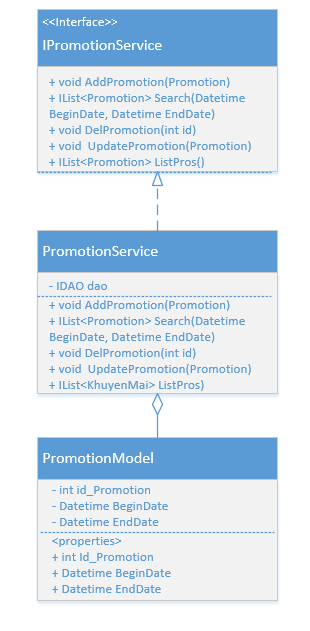 <<Interface>>
IPromotionService
+ void AddPromotion(Promotion)
+ IList<Promotion> Search(Datetime
BeginDate, Datetime EndDate)
+ void DelPromotion(int id)
+ void  UpdatePromotion(Promotion)
+ IList<Promotion> ListPros()
PromotionService
- IDAO dao
+ void AddPromotion(Promotion)
+ IList<Promotion> Search(Datetime
BeginDate, Datetime EndDate)
+ void DelPromotion(int id)
+ void  UpdatePromotion(Promotion)
+ IList<KhuyenMai> ListPros)
PromotionModel
- int id_Promotion
- Datetime BeginDate
- Datetime EndDate
<properties>
+ int Id_Promotion
+ Datetime BeginDate
+ Datetime EndDate